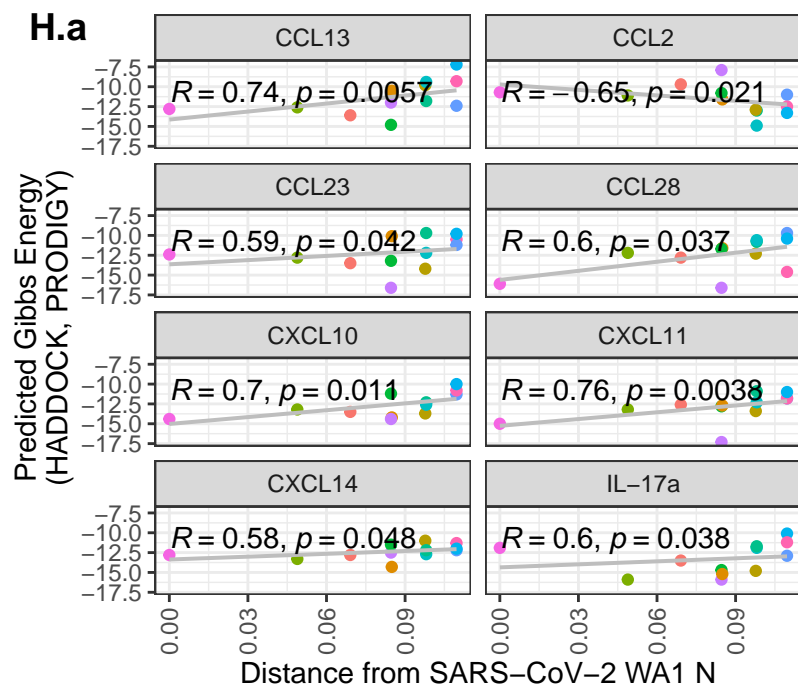 H.a
CCL13
CCL2
R = 0.74, p = 0.0057
R = −0.65, p = 0.021
−7.5
−10.0
−12.5
−15.0
−17.5
CCL23
CCL28
R = 0.59, p = 0.042
R = 0.6, p = 0.037
−7.5
−10.0
−12.5
−15.0
−17.5
CXCL10
CXCL11
R = 0.7, p = 0.011
R = 0.76, p = 0.0038
−7.5
−10.0
−12.5
−15.0
−17.5
CXCL14
IL−17a
R = 0.58, p = 0.048
R = 0.6, p = 0.038
−7.5
−10.0
−12.5
−15.0
−17.5
0.00
0.03
0.06
0.09
0.00
0.03
0.06
0.09
Predicted Gibbs Energy
(HADDOCK, PRODIGY)
Distance from SARS−CoV−2 WA1 N